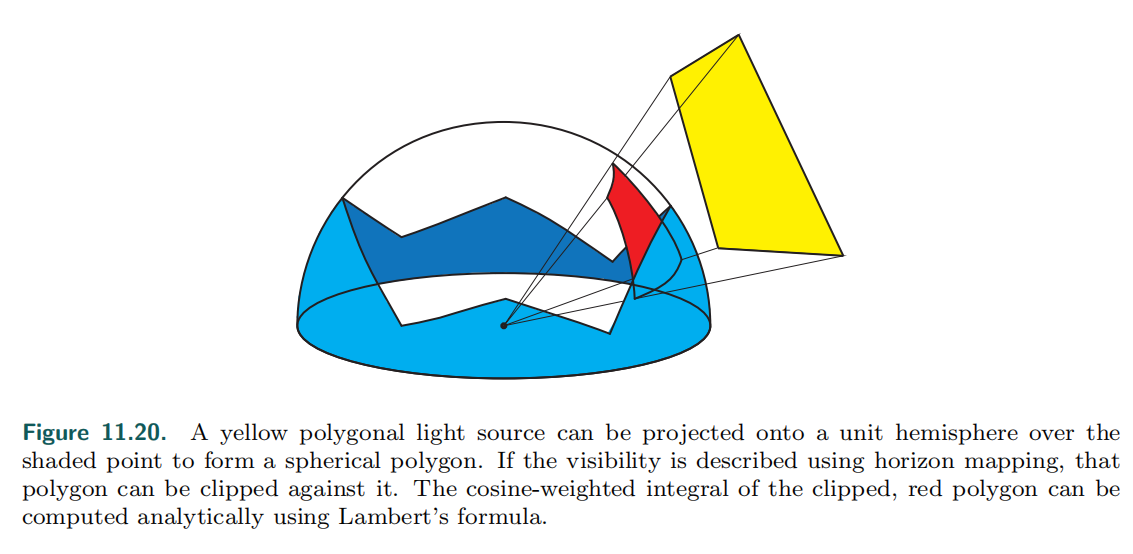 Figure 11.20. A yellow polygonal light source can be projected onto a unit hemisphere over the
shaded point to form a spherical polygon. If the visibility is described using horizon mapping, that
polygon can be clipped against it. The cosine-weighted integral of the clipped, red polygon can be
computed analytically using Lambert's formula.